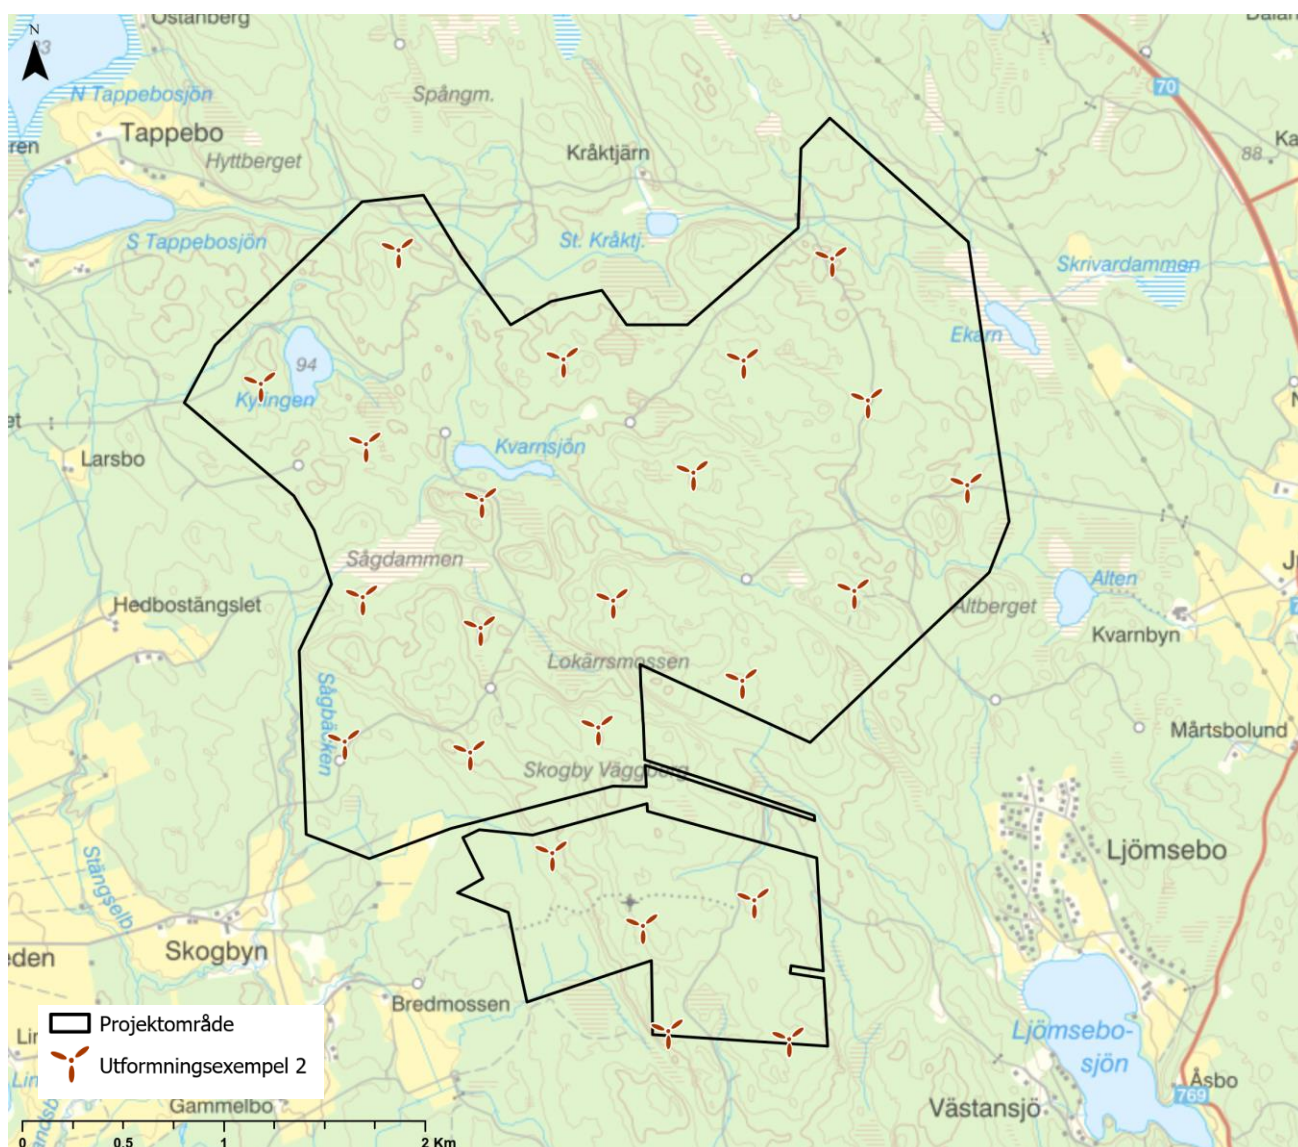 Östanberg
N
N Tappebosjön
Spångm.
70
Tappebo
Hyttberget
Kråktjärn
88
S Tappebosjön
St. Kråktj.
Skrivardammen
Ekarn
94
Kylingen
Kvarnsjön
Larsbo
Sågdammen
Alten
Hedbostängslet
Altberget
Kvarnbyn
Lokärrsmossen
Sågbäcken
Mårtsbolund
Skogby Väggberg
Ljömsebo
Stängselb
Skogbyn
Bredmossen
Projektområde
Ljömsebo-
sjön
Utformningsexempel 2
Åsbo
769
Gammelbo
Västansjö
0 0.5 1 2 Km